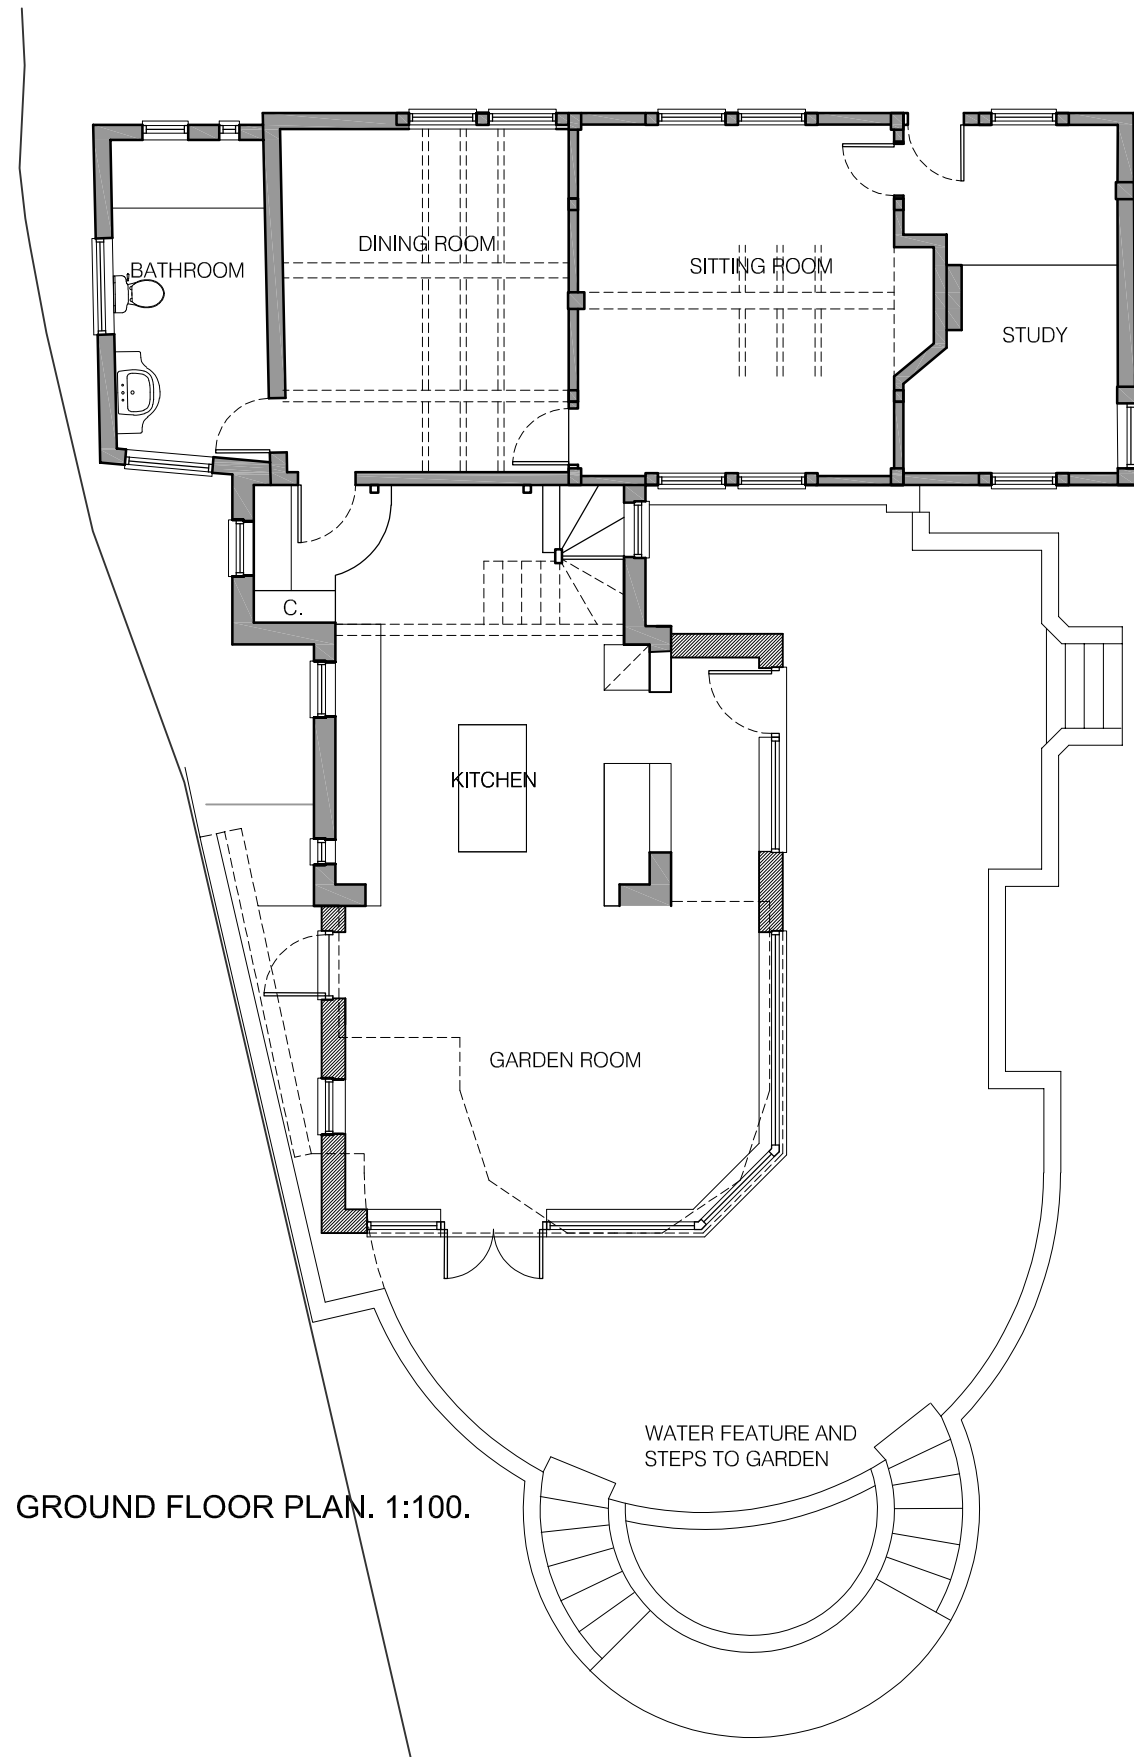 DINING ROOM
SITTING ROOM
BATHROOM
STUDY
C.
KITCHEN
GARDEN ROOM
WATER FEATURE AND
STEPS TO GARDEN
GROUND FLOOR PLAN. 1:100.